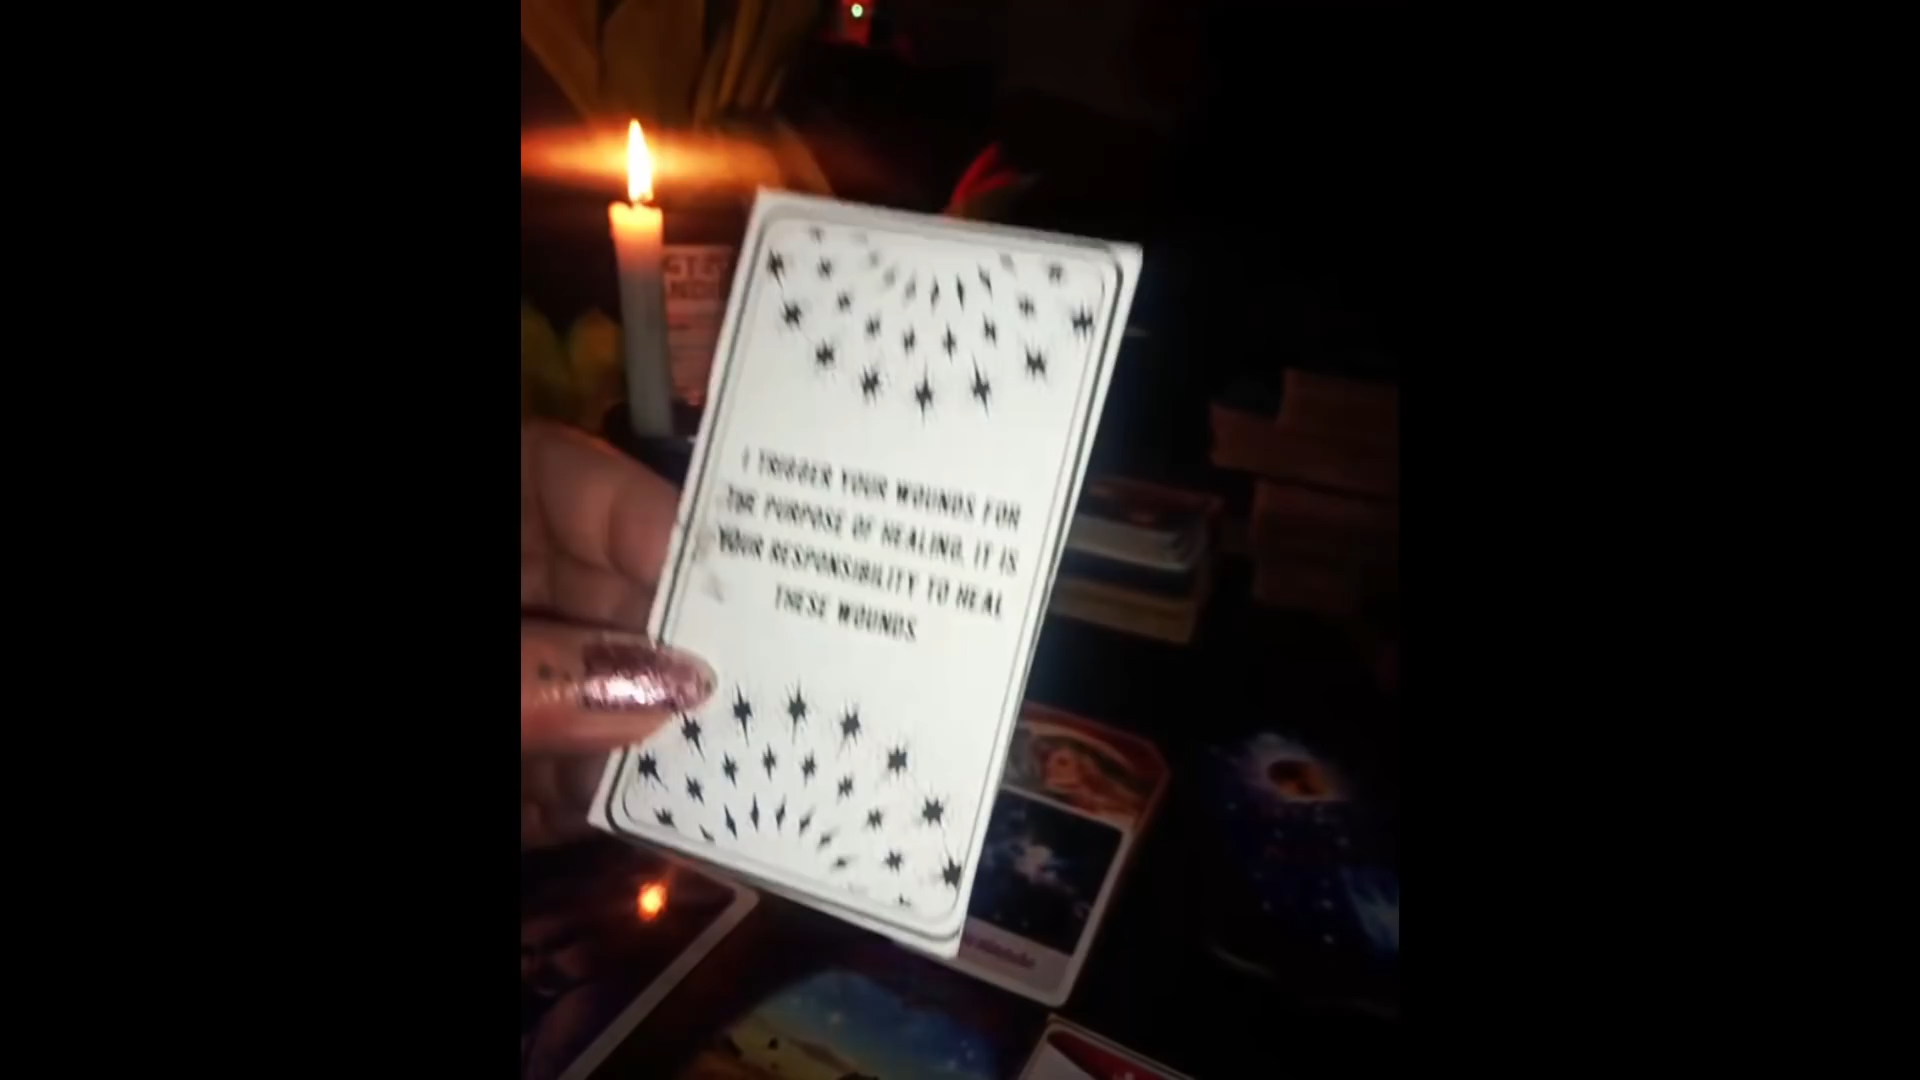 I TRIGGER YOUR WOUNDS FOR
THE PURPOSE OF HEALING. IT IS
YOUR RESPONSIBILITY TO HEAL
THESE WOUNDS.